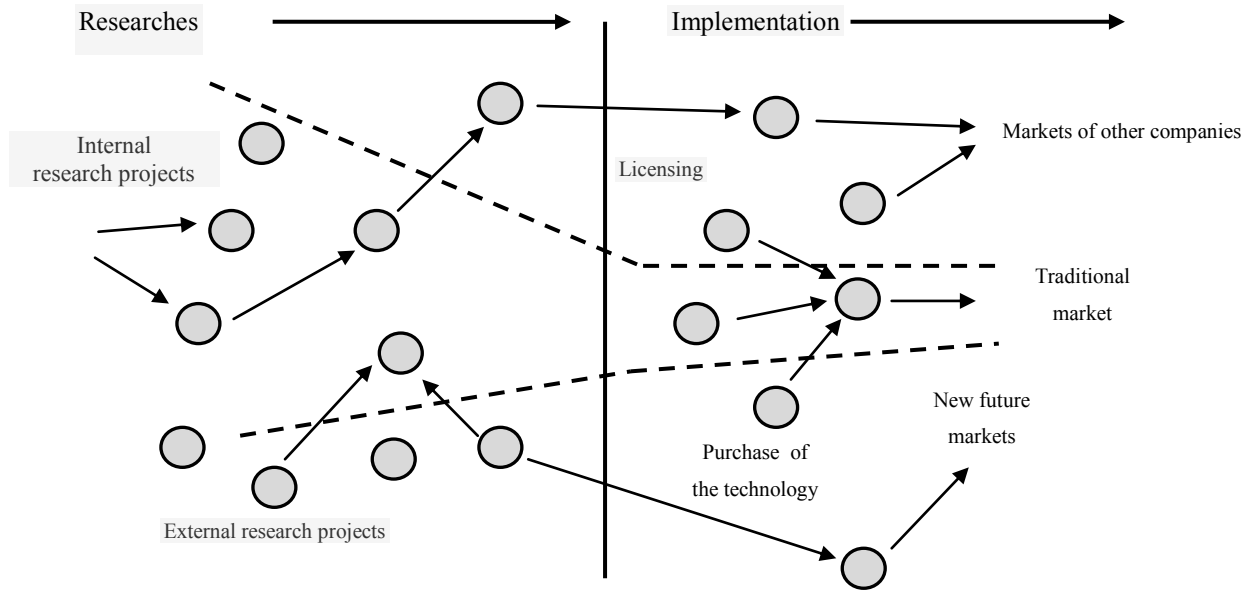 Researches
Implementation
Internal
research projects
Markets of other companies
Licensing
Traditional
market
New future
markets
Purchase of
the technology
External research projects